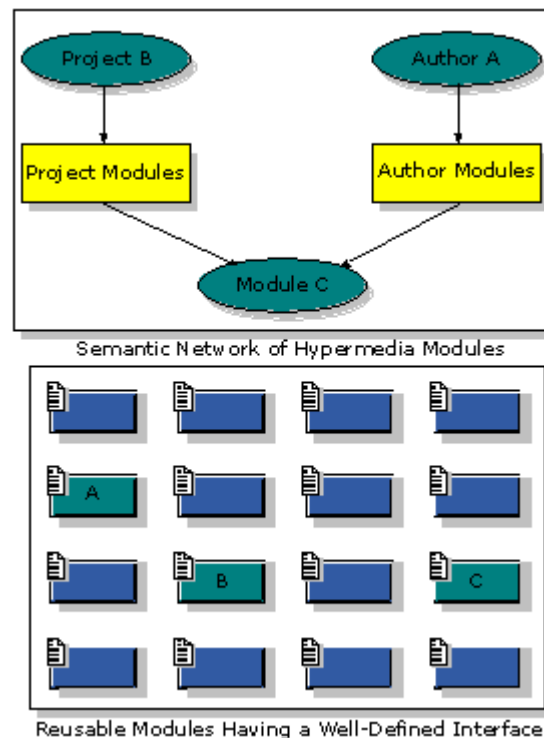 Project B
Author A
Project Modules
Author Modules
Module C
Semantic Network of Hypermedia Modules
A
B
C
Reusable Modules Having a Well-Defined Interface